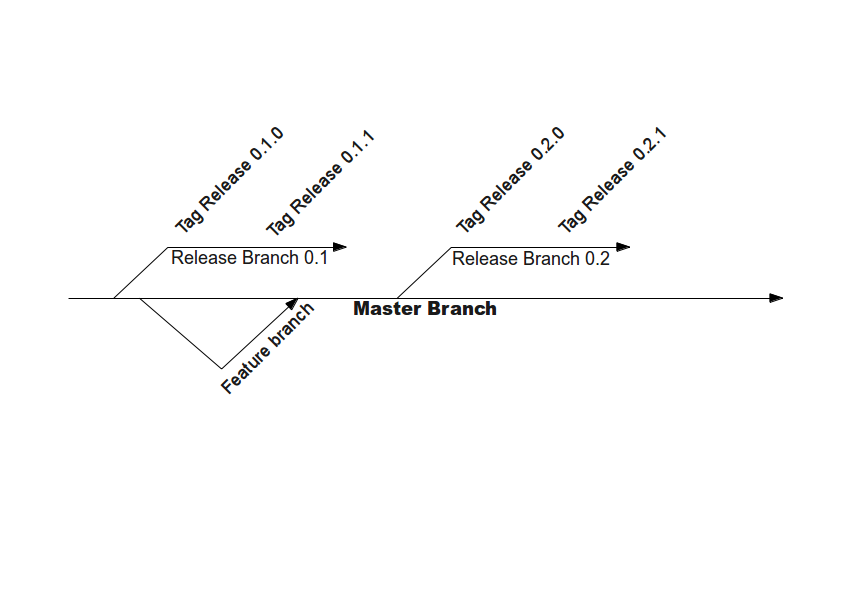 Tag Release 0.1.0
Tag Release 0.1.1
Tag Release 0.2.0
Tag Release 0.2.1
Release Branch 0.1
Release Branch 0.2
Master Branch
Feature branch